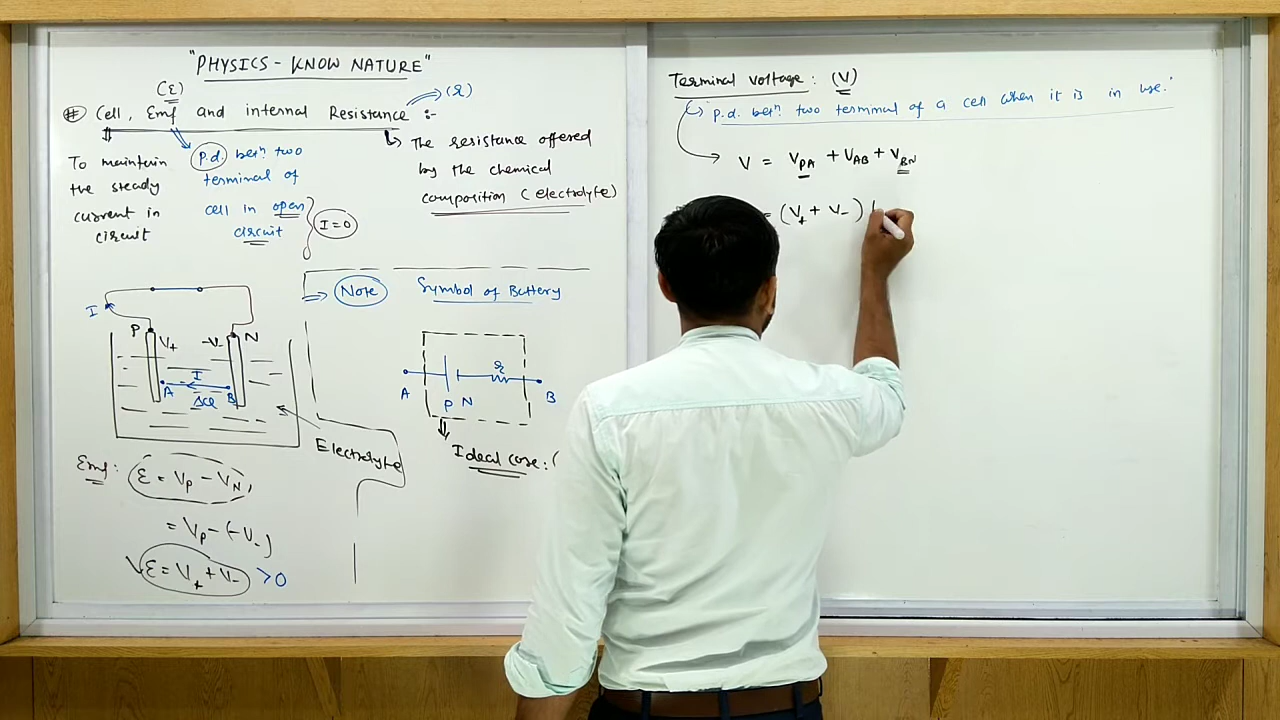 "PHYSICS - KNOW NATURE"
(ε)
(r)
# Cell, Emf and internal Resistance :-
To maintain
the steady
current in
circuit
p.d. betⁿ two
terminal of
cell in open
circuit
I = 0
The resistance offered
by the chemical
composition (electrolyte)
Note
Symbol of Battery
I
P
V₊
-V₋
N
A
I
B
Δd
Electrolyte
r
A
P N
B
Ideal case: (
Emf: ε = Vp - VN,
= Vp - (-V₋)
ε = V₊ + V₋ >0
Terminal voltage : (V)
"p.d. betⁿ two terminal of a cell when it is in use."
V = VPA + VAB + VBN
= (V₊ + V₋)